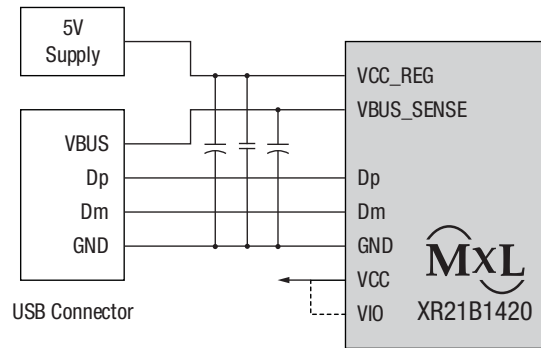 5V
Supply
VCC_REG
VBUS_SENSE
VBUS
Dp
Dp
Dm
Dm
GND
GND
VCC
VIO
MxL
XR21B1420
USB Connector